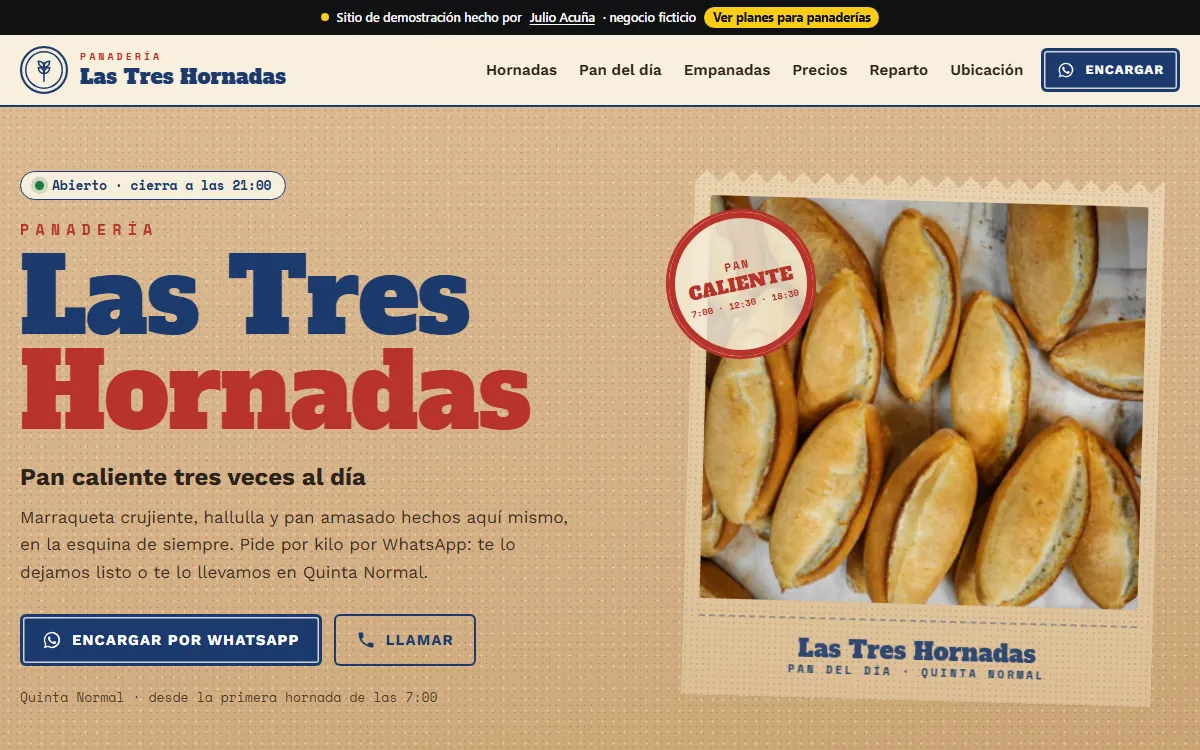 Sitio de demostración hecho por Julio Acuña · negocio ficticio Ver planes para panaderías
PANADERÍA
Las Tres Hornadas
Hornadas Pan del día Empanadas Precios Reparto Ubicación ENCARGAR
Abierto · cierra a las 21:00
PANADERÍA
Las Tres
Hornadas
Pan caliente tres veces al día
Marraqueta crujiente, hallulla y pan amasado hechos aquí mismo,
en la esquina de siempre. Pide por kilo por WhatsApp: te lo
dejamos listo o te lo llevamos en Quinta Normal.
ENCARGAR POR WHATSAPP LLAMAR
Quinta Normal · desde la primera hornada de las 7:00
PAN
CALIENTE
7:00 · 12:30 · 18:30
Las Tres Hornadas
PAN DEL DÍA · QUINTA NORMAL